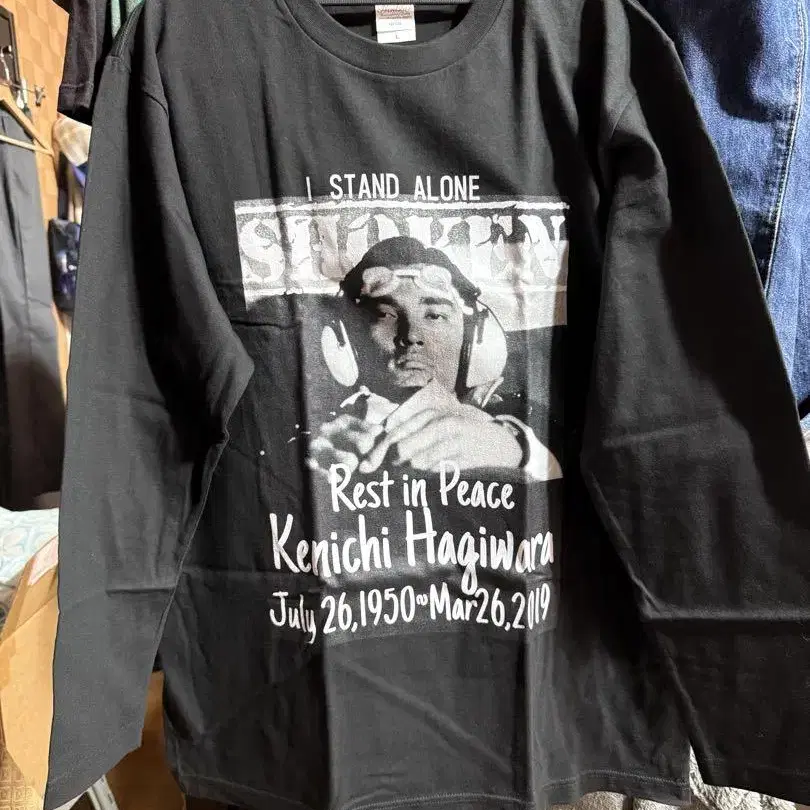 L
I STAND ALONE
SHOKEN
Rest in Peace
Kenichi Hagiwara
July 26,1950~Mar26,2019